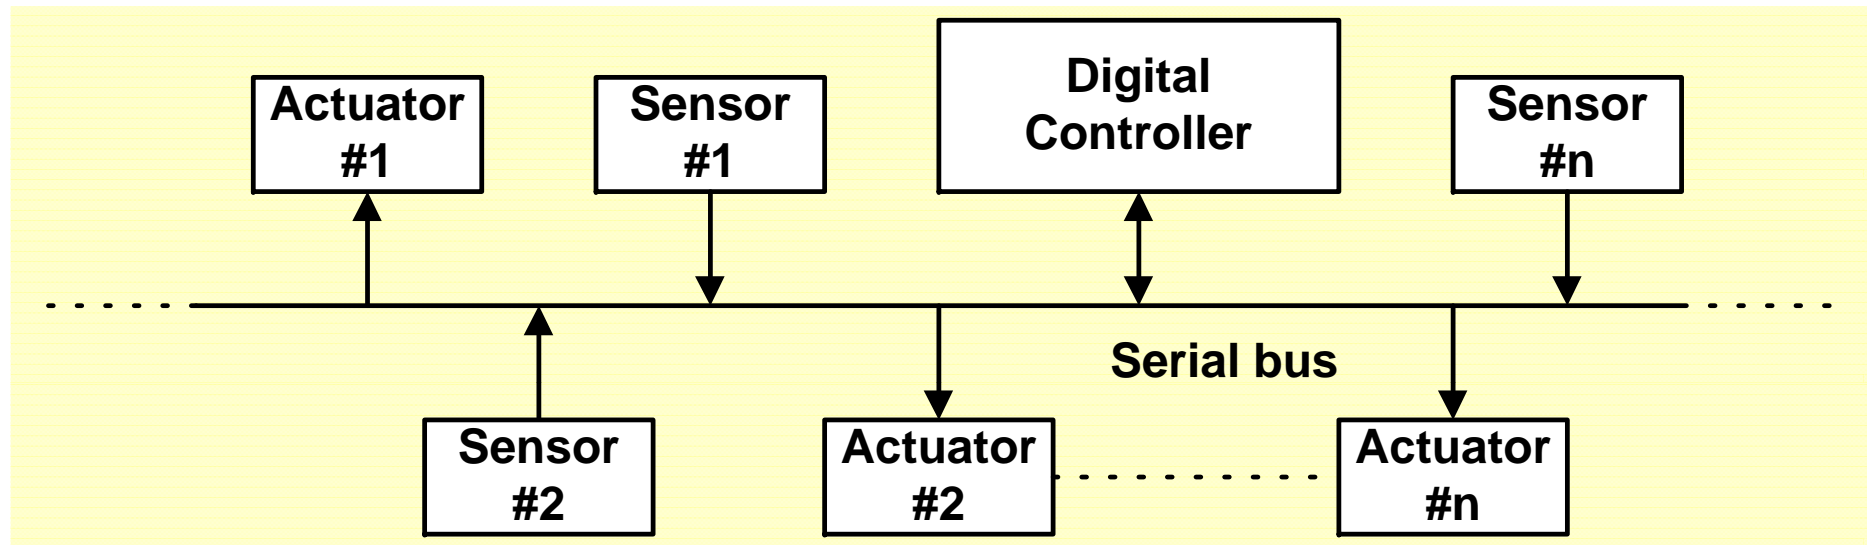 Actuator
#1
Sensor
#1
Digital
Controller
Sensor
#n
Serial bus
Sensor
#2
Actuator
#2
Actuator
#n